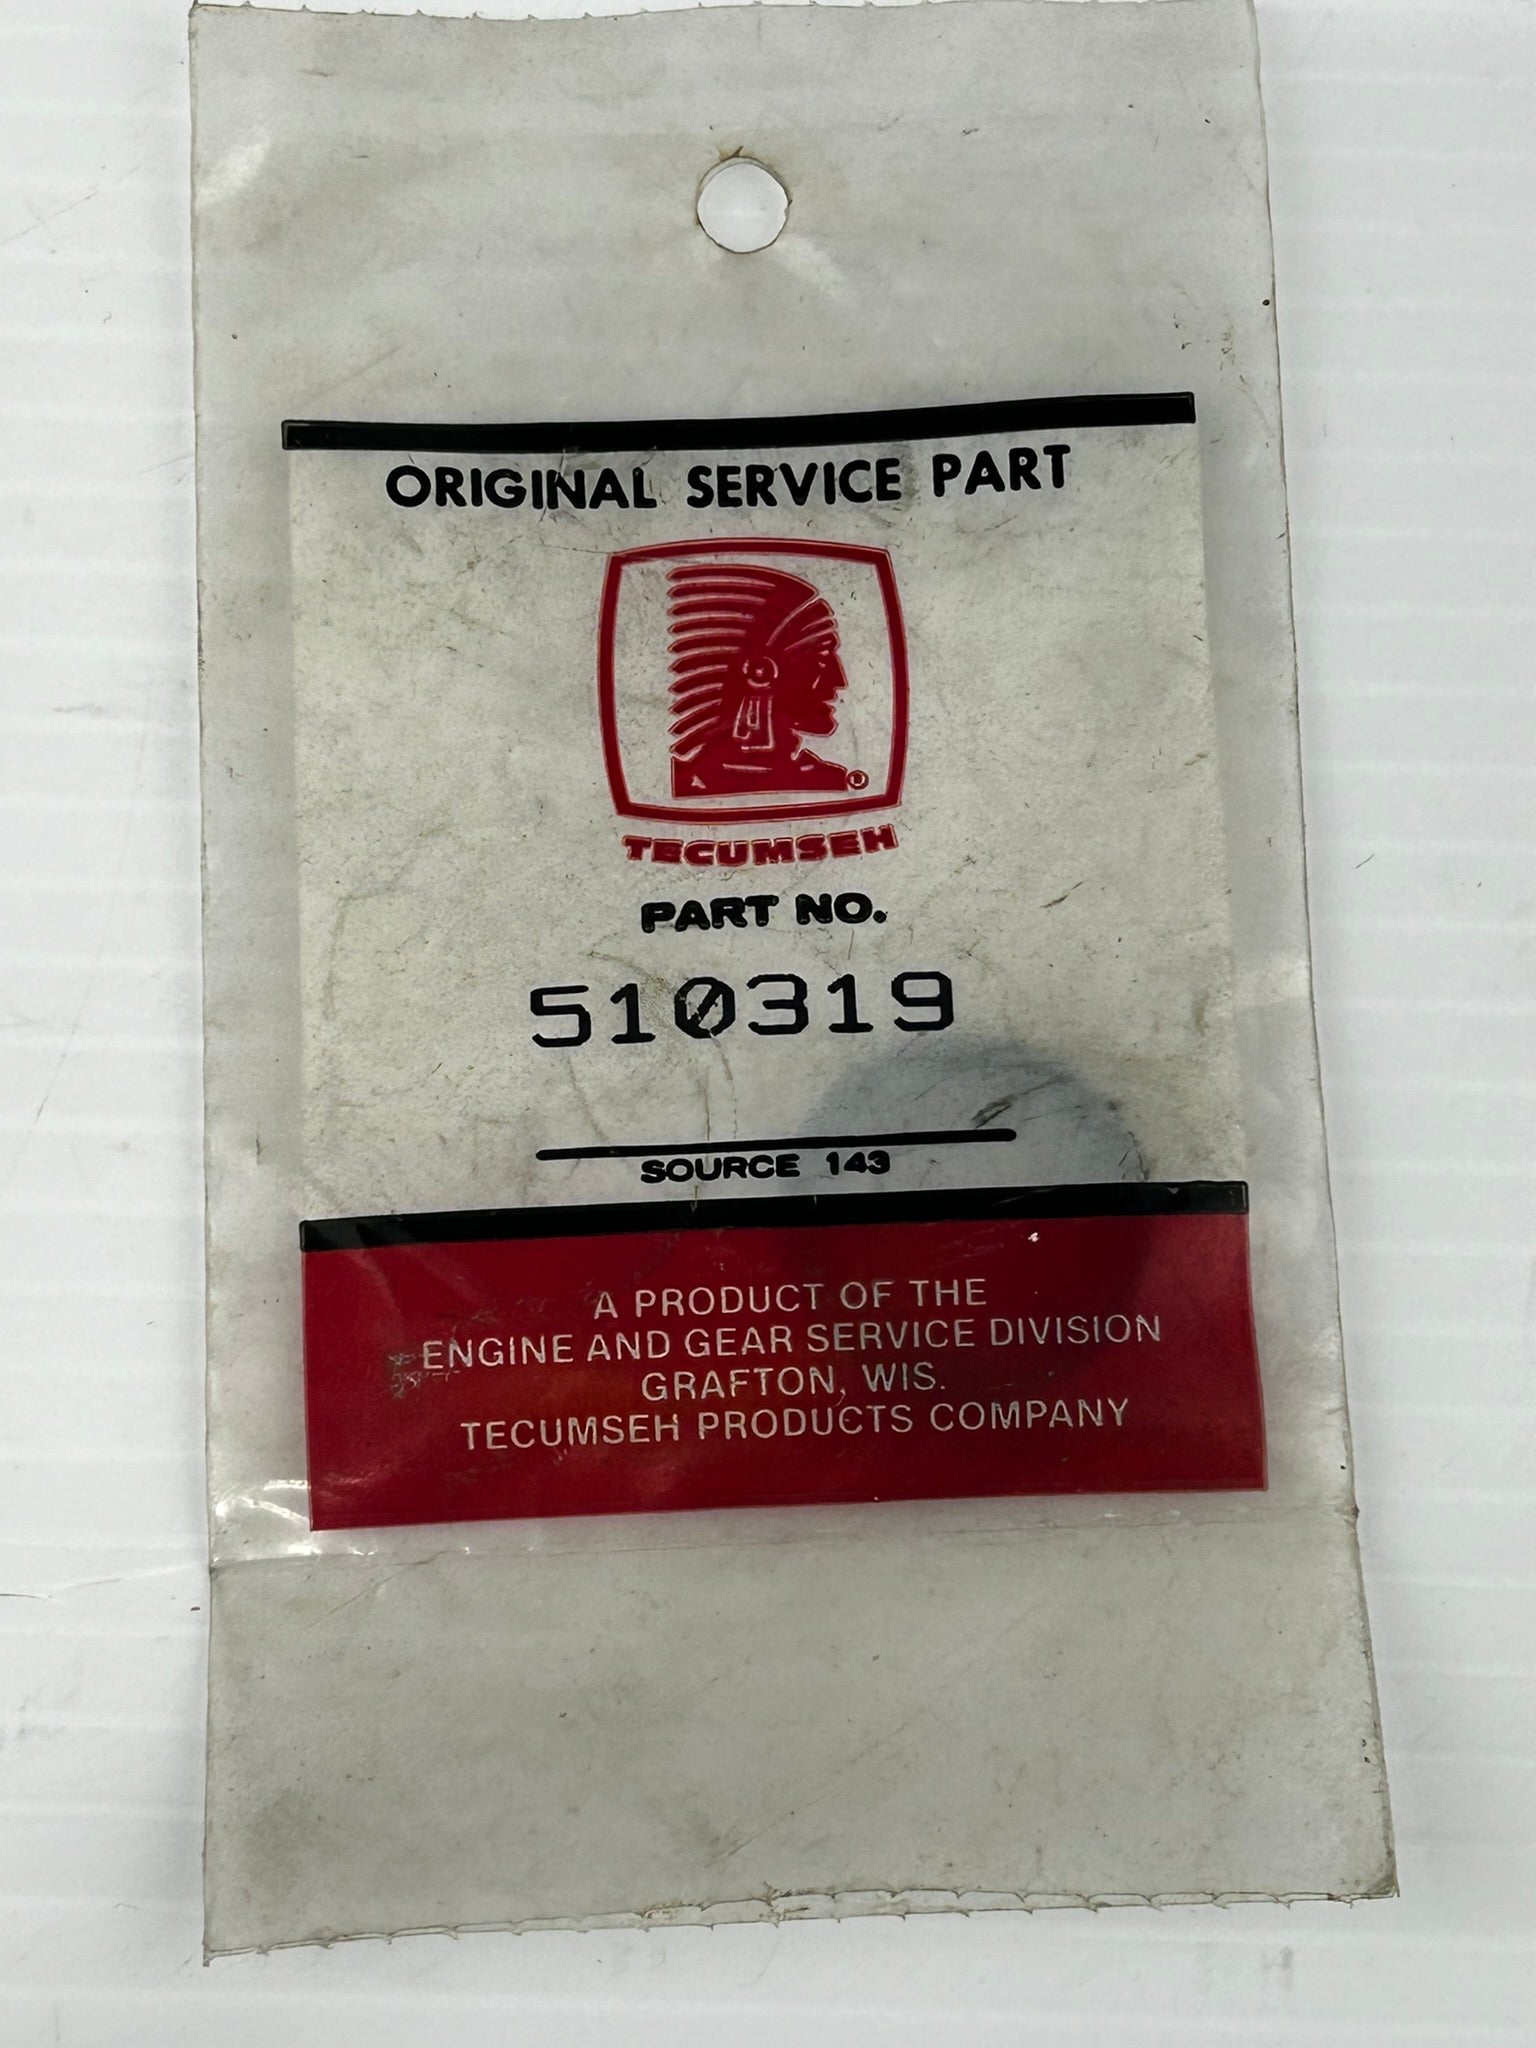 ORIGINAL SERVICE PART
®
TECUMSEH
PART NO.
510319
SOURCE 143
A PRODUCT OF THE
ENGINE AND GEAR SERVICE DIVISION
GRAFTON, WIS.
TECUMSEH PRODUCTS COMPANY